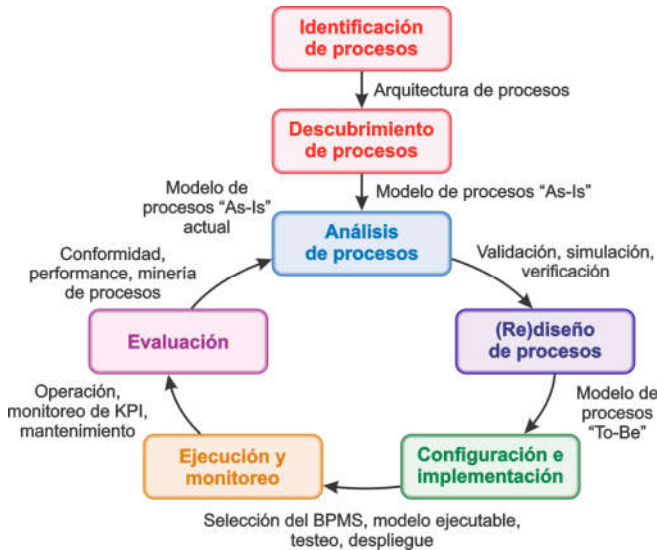 Identificación
de procesos
Arquitectura de procesos
Descubrimiento
de procesos
Modelo de
procesos “As-Is”
actual
Modelo de procesos “As-Is”
Análisis
de procesos
Conformidad,
performance, minería
de procesos
Validación, simulación,
verificación
Evaluación
(Re)diseño
de procesos
Operación,
monitoreo de KPI,
mantenimiento
Modelo de
procesos
“To-Be”
Ejecución y
monitoreo
Configuración e
implementación
Selección del BPMS, modelo ejecutable,
testeo, despliegue